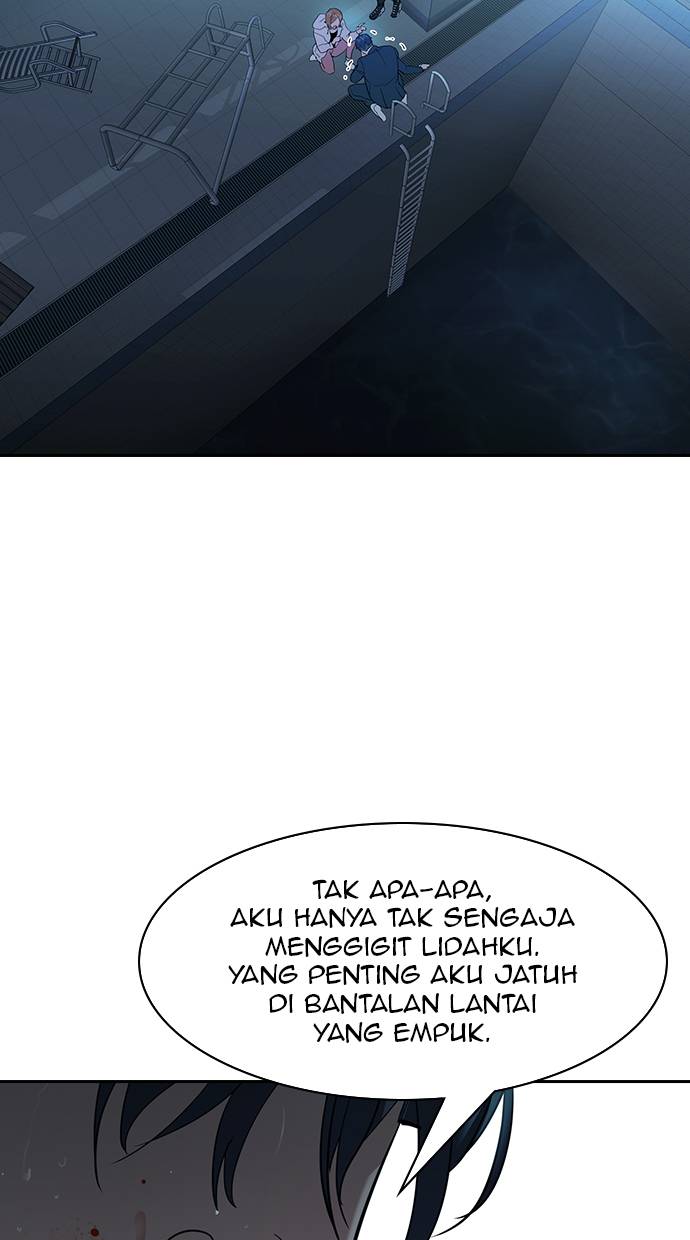 TAK APA-APA,
AKU HANYA TAK SENGAJA
MENGGIGIT LIDAHKU.
YANG PENTING AKU JATUH
DI BANTALAN LANTAI
YANG EMPUK.